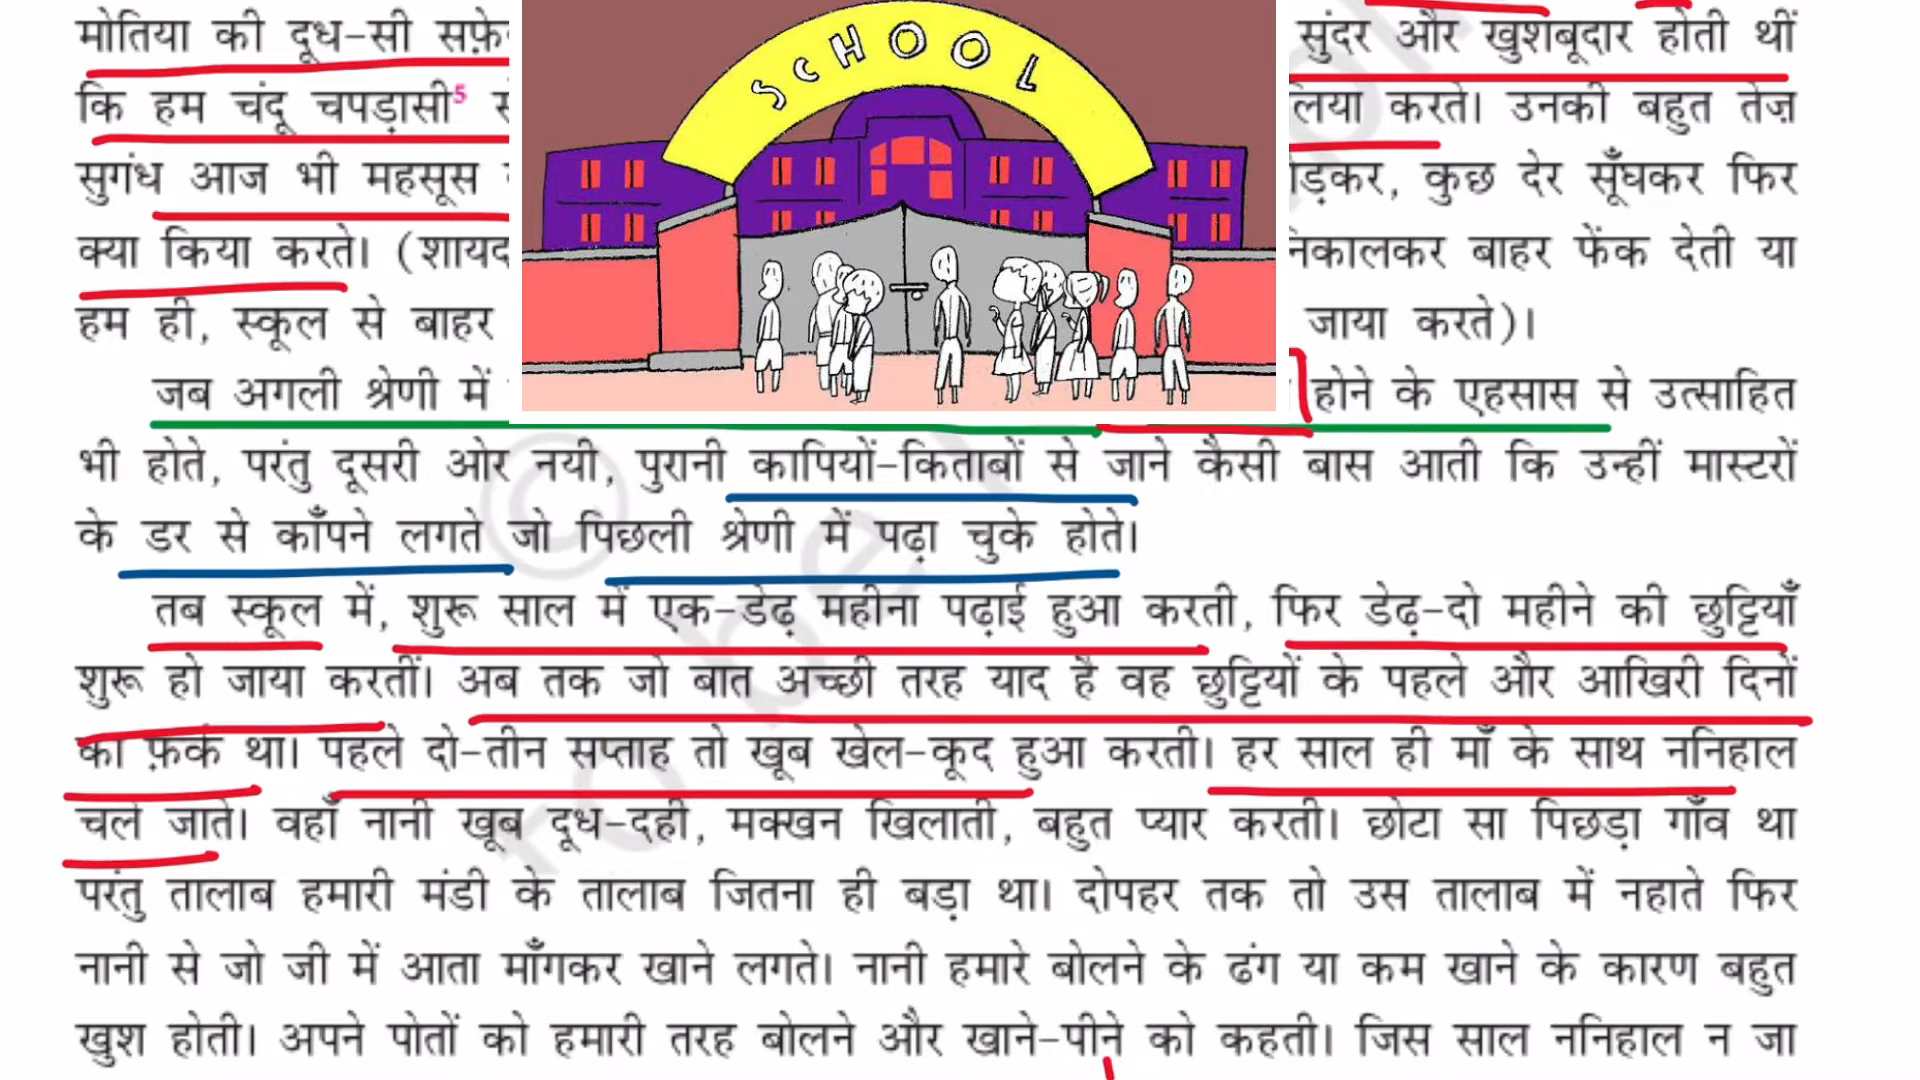 मोतिया की दूध-सी
सुंदर और खुशबूदार होती थीं
कि हम चंदू चपड़ासी5
लिया करते। उनकी बहुत तेज़
सुगंध आज भी महसूस
कुछ देर सूँघकर फिर
क्या किया करते। (शायद
निकालकर बाहर फेंक देती या
हम ही, स्कूल से बाहर
जाया करते)।
SCHOOL
जब अगली श्रेणी में
होने के एहसास से उत्साहित
भी होते, परंतु दूसरी ओर नयी, पुरानी कापियों-किताबों से जाने कैसी बास आती कि उन्हीं मास्टरों
के डर से काँपने लगते जो पिछली श्रेणी में पढ़ा चुके होते।
तब स्कूल में, शुरू साल में एक-डेढ़ महीना पढ़ाई हुआ करती, फिर डेढ़-दो महीने की छुट्टियाँ
शुरू हो जाया करतीं। अब तक जो बात अच्छी तरह याद है वह छुट्टियों के पहले और आखिरी दिनों
का फ़र्क था। पहले दो-तीन सप्ताह तो खूब खेल-कूद हुआ करती। हर साल ही माँ के साथ ननिहाल
चले जाते। वहाँ नानी खूब दूध-दही, मक्खन खिलाती, बहुत प्यार करती। छोटा सा पिछड़ा गाँव था
परंतु तालाब हमारी मंडी के तालाब जितना ही बड़ा था। दोपहर तक तो उस तालाब में नहाते फिर
नानी से जो जी में आता माँगकर खाने लगते। नानी हमारे बोलने के ढंग या कम खाने के कारण बहुत
खुश होती। अपने पोतों को हमारी तरह बोलने और खाने-पीने को कहती। जिस साल ननिहाल न जा